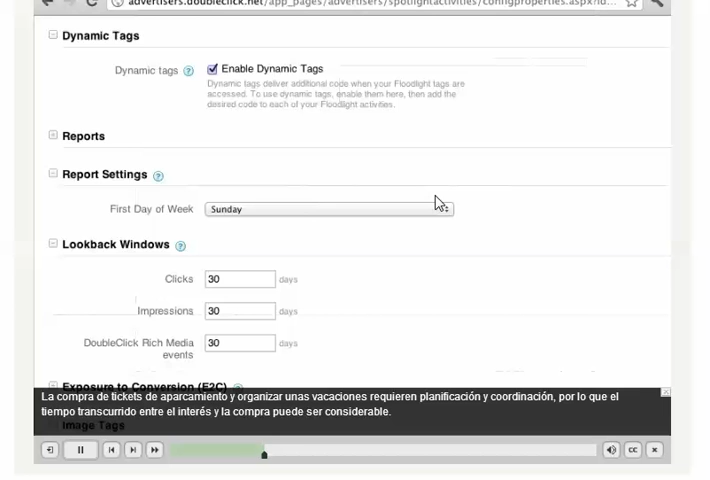 advertisers.doubleclick.net/app_pages/advertisers/spotlightactivities/configproperties.aspx?id...
Dynamic Tags
Dynamic tags ? Enable Dynamic Tags
Dynamic tags deliver additional code when your Floodlight tags are
accessed. To use dynamic tags, enable them here, then add the
desired code to each of your Floodlight activities.
Reports
Report Settings ?
First Day of Week Sunday
Lookback Windows ?
Clicks 30 days
Impressions 30 days
DoubleClick Rich Media 30 days
events
Exposure to Conversion (E2C) ?
La compra de tickets de aparcamiento y organizar unas vacaciones requieren planificación y coordinación, por lo que el
tiempo transcurrido entre el interés y la compra puede ser considerable.
Image Tags
CC